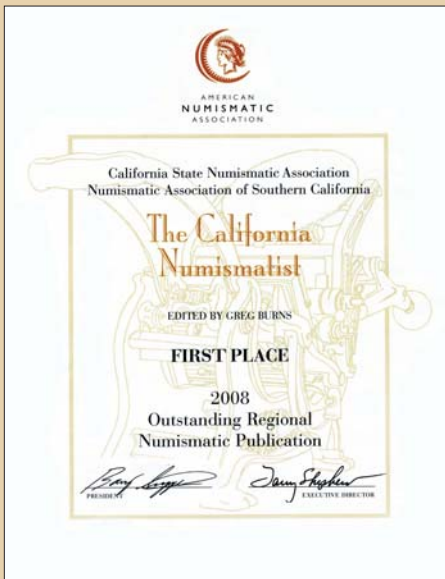 AMERICAN
NUMISMATIC
ASSOCIATION
California State Numismatic Association
Numismatic Association of Southern California
The California
Numismatist
EDITED BY GREG BURNS
FIRST PLACE
2008
Outstanding Regional
Numismatic Publication
PRESIDENT
EXECUTIVE DIRECTOR